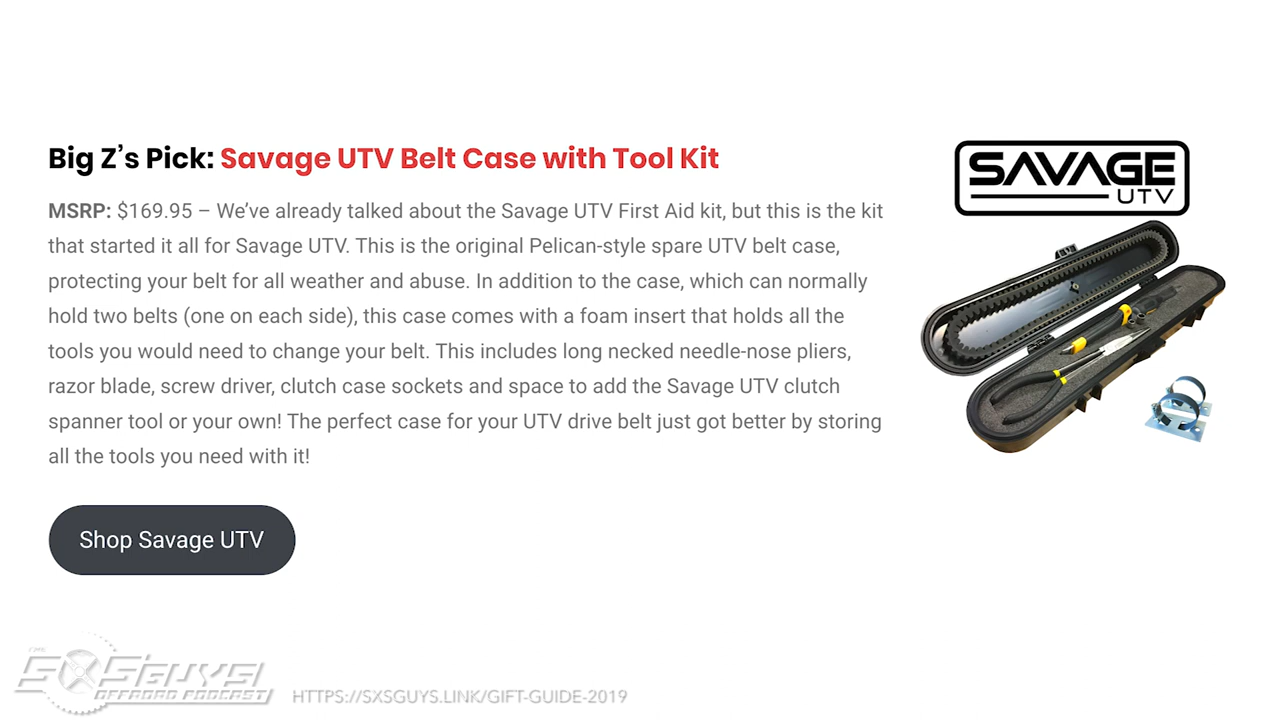 Big Z’s Pick: Savage UTV Belt Case with Tool Kit
MSRP: $169.95 – We’ve already talked about the Savage UTV First Aid kit, but this is the kit
that started it all for Savage UTV. This is the original Pelican-style spare UTV belt case,
protecting your belt for all weather and abuse. In addition to the case, which can normally
hold two belts (one on each side), this case comes with a foam insert that holds all the
tools you would need to change your belt. This includes long necked needle-nose pliers,
razor blade, screw driver, clutch case sockets and space to add the Savage UTV clutch
spanner tool or your own! The perfect case for your UTV drive belt just got better by storing
all the tools you need with it!
Shop Savage UTV
SAVAGE
UTV
THE
SXSGUYS
OFFROAD PODCAST
HTTPS://SXSGUYS.LINK/GIFT-GUIDE-2019